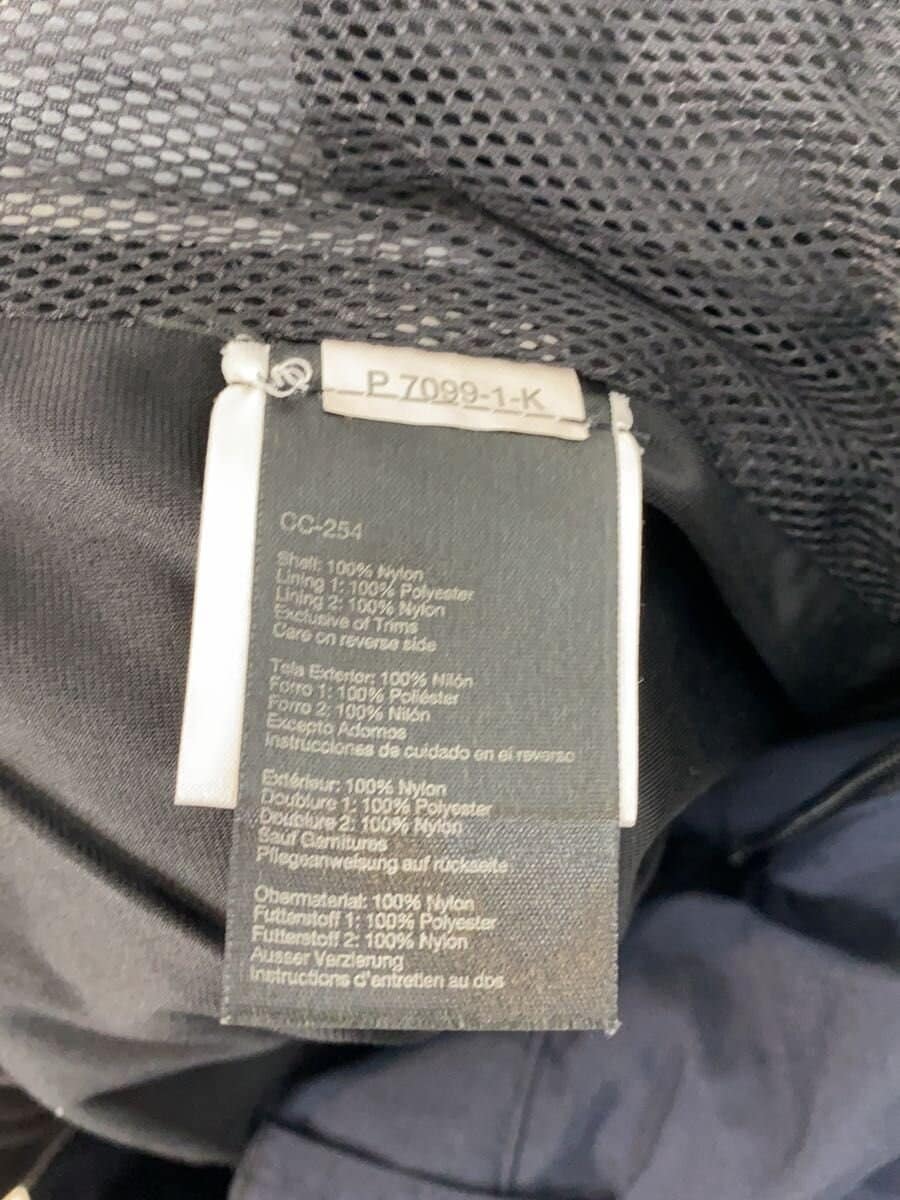 P 7099-1-K
CC-254
Shell: 100% Nylon
Lining 1: 100% Polyester
Lining 2: 100% Nylon
Exclusive of Trims
Care on reverse side
Tela Exterior: 100% Nilón
Forro 1: 100% Poliéster
Forro 2: 100% Nilón
Excepto Adornos
Instrucciones de cuidado en el reverso
Extérieur: 100% Nylon
Doublure 1: 100% Polyester
Doublure 2: 100% Nylon
Sauf Garnitures
Pflegeanweisung auf rückseite
Obermaterial: 100% Nylon
Futterstoff 1: 100% Polyester
Futterstoff 2: 100% Nylon
Ausser Verzierung
Instructions d'entretien au dos